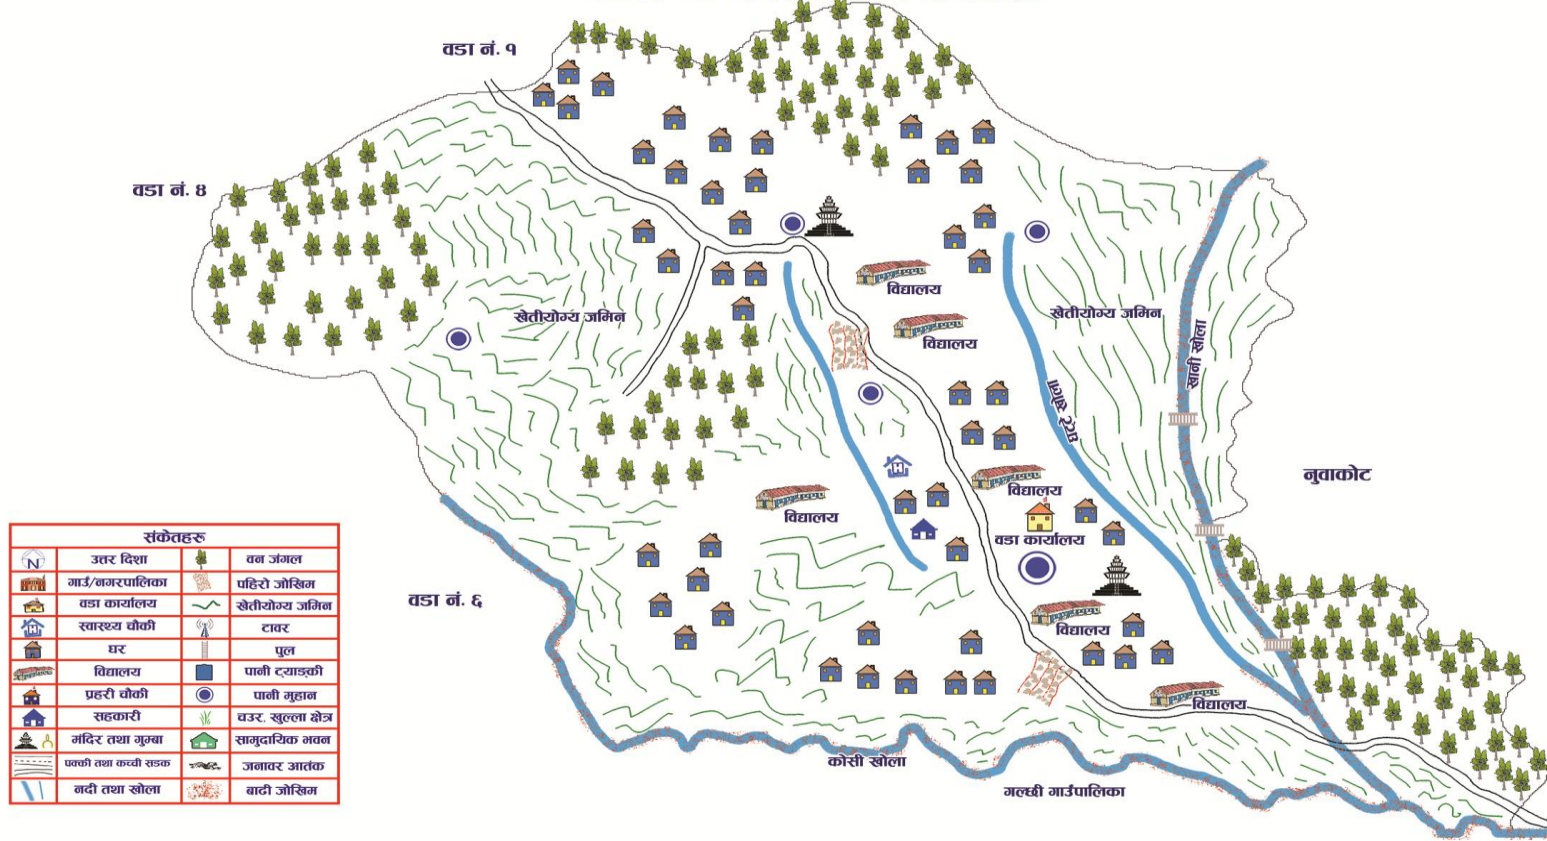 वडा नं. १
वडा नं. ४
विद्यालय
खेतीयोग्य जमिन
खेतीयोग्य जमिन
विद्यालय
खानी खोला
विद्यालय
नुवाकोट
विद्यालय
वडा कार्यालय
वडा नं. ६
विद्यालय
विद्यालय
कोसी खोला
गल्छी गाउँपालिका
संकेतहरु
उत्तर दिशा
वन जंगल
गाउँ/नगरपालिका
पहिरो जोखिम
वडा कार्यालय
खेतीयोग्य जमिन
स्वास्थ्य चौकी
टावर
घर
पुल
विद्यालय
पानी ट्याङ्की
प्रहरी चौकी
पानी मुहान
सहकारी
चउर, खुल्ला क्षेत्र
मंदिर तथा गुम्बा
सामुदायिक भवन
पक्की तथा कच्ची सडक
जनावर आतंक
नदी तथा खोला
बाढी जोखिम
N
H